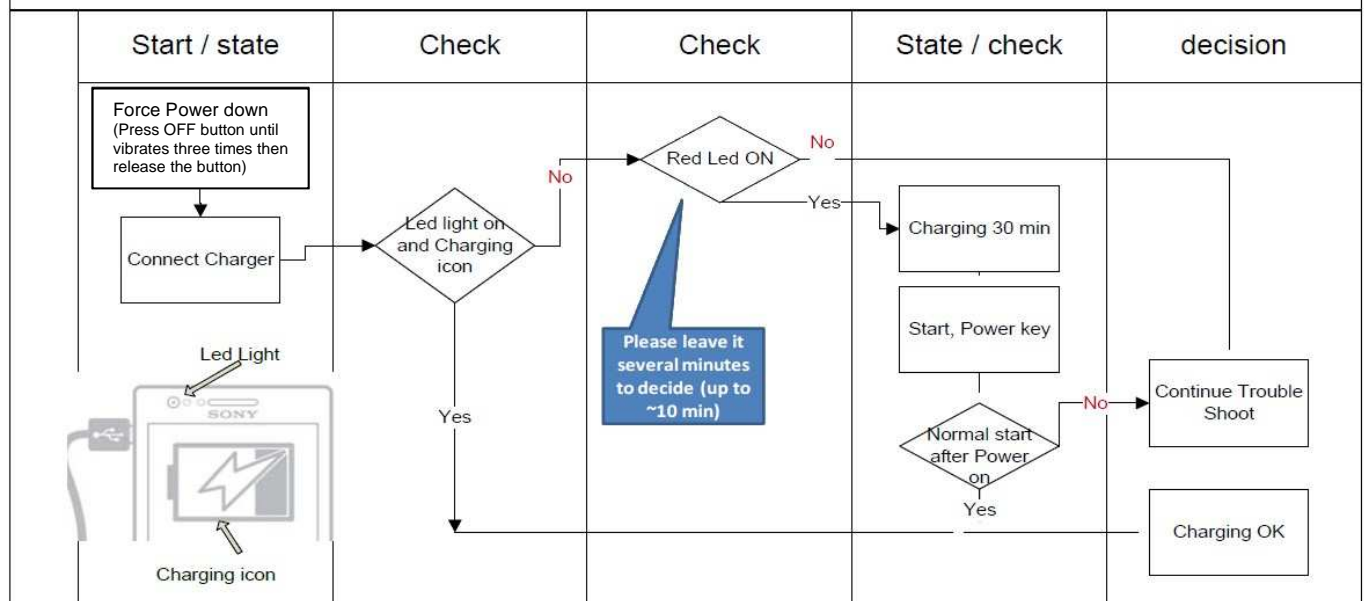 Start / state
Check
Check
State / check
decision
Force Power down
(Press OFF button until
vibrates three times then
release the button)
Connect Charger
Led light on
and Charging
icon
No
Yes
Red Led ON
No
Yes
Please leave it
several minutes
to decide (up to
~10 min)
Charging 30 min
Start, Power key
Normal start
after Power
on
No
Yes
Continue Trouble
Shoot
Charging OK
Led Light
SONY
Charging icon